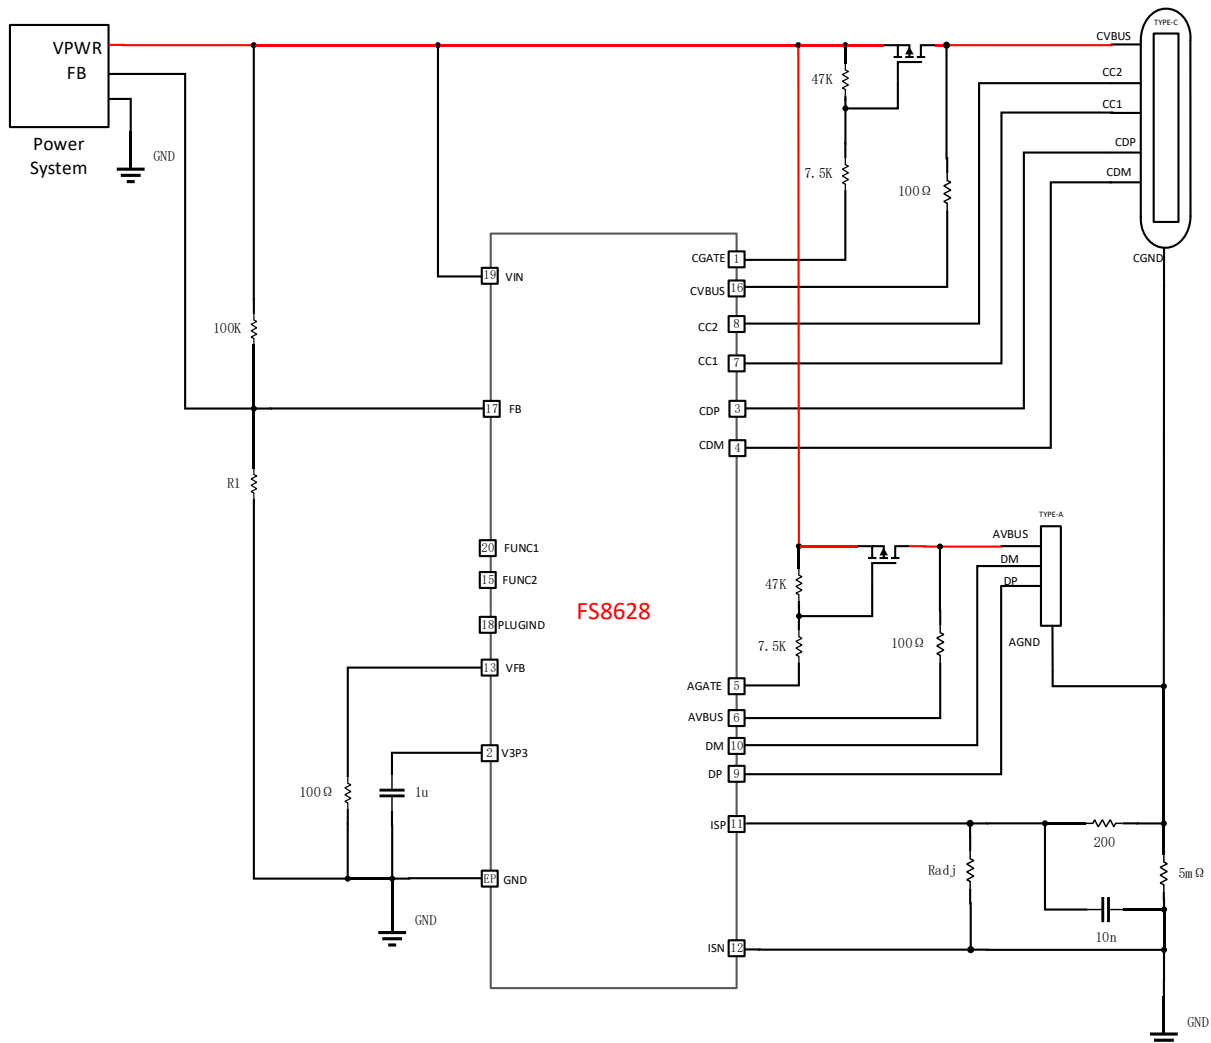 TYPE-C
VPWR
FB
Power
System
GND
CVBUS
CC2
CC1
CDP
CDM
CGND
47K
7.5K
100Ω
100K
R1
19 VIN
17 FB
20 FUNC1
15 FUNC2
18 PLUGIND
13 VFB
2 V3P3
EP GND
FS8628
CGATE 1
CVBUS 16
CC2 8
CC1 7
CDP 3
CDM 4
AGATE 5
AVBUS 6
DM 10
DP 9
ISP 11
ISN 12
TYPE-A
AVBUS
DM
DP
AGND
47K
7.5K
100Ω
100Ω
1u
GND
200
Radj
5mΩ
10n
GND